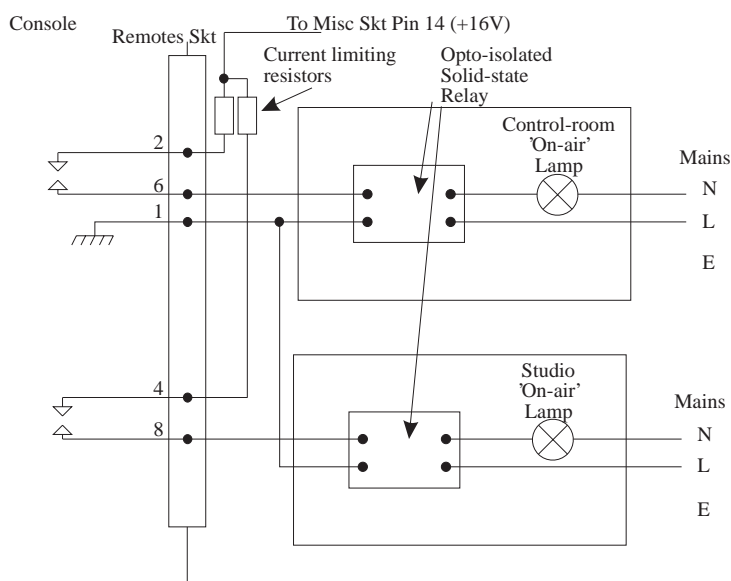 Console
To Misc Skt Pin 14 (+16V)
Remotes Skt
Current limiting
resistors
Opto-isolated
Solid-state
Relay
Control-room
'On-air'
Lamp
Mains
2
6
N
1
L
E
Studio
'On-air'
Lamp
Mains
4
8
N
L
E